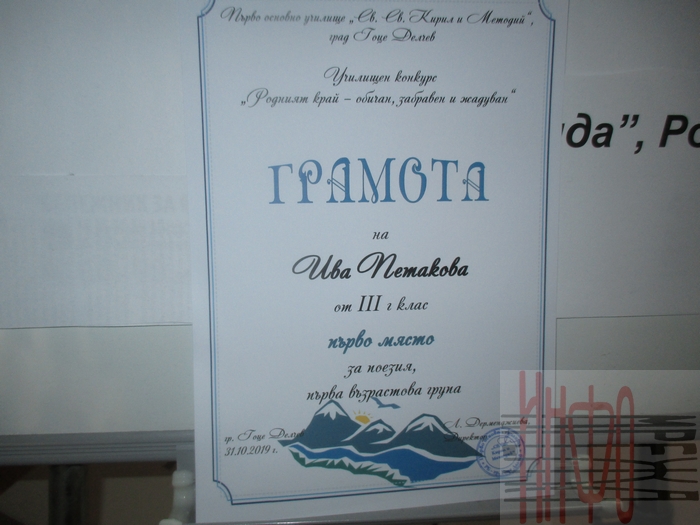 Първо основно училище „Св. Св. Кирил и Методий“,
град Гоце Делчев
Училищен конкурс
„Родният край – обичан, забравен и жадуван“
ГРАМОТА
на
Ива Петакова
от III г клас
първо място
за поезия,
първа възрастова група
гр. Гоце Делчев
31.10.2019 г.
Л. Дерменджиева,
Директор
да”, Ро
ИНФО